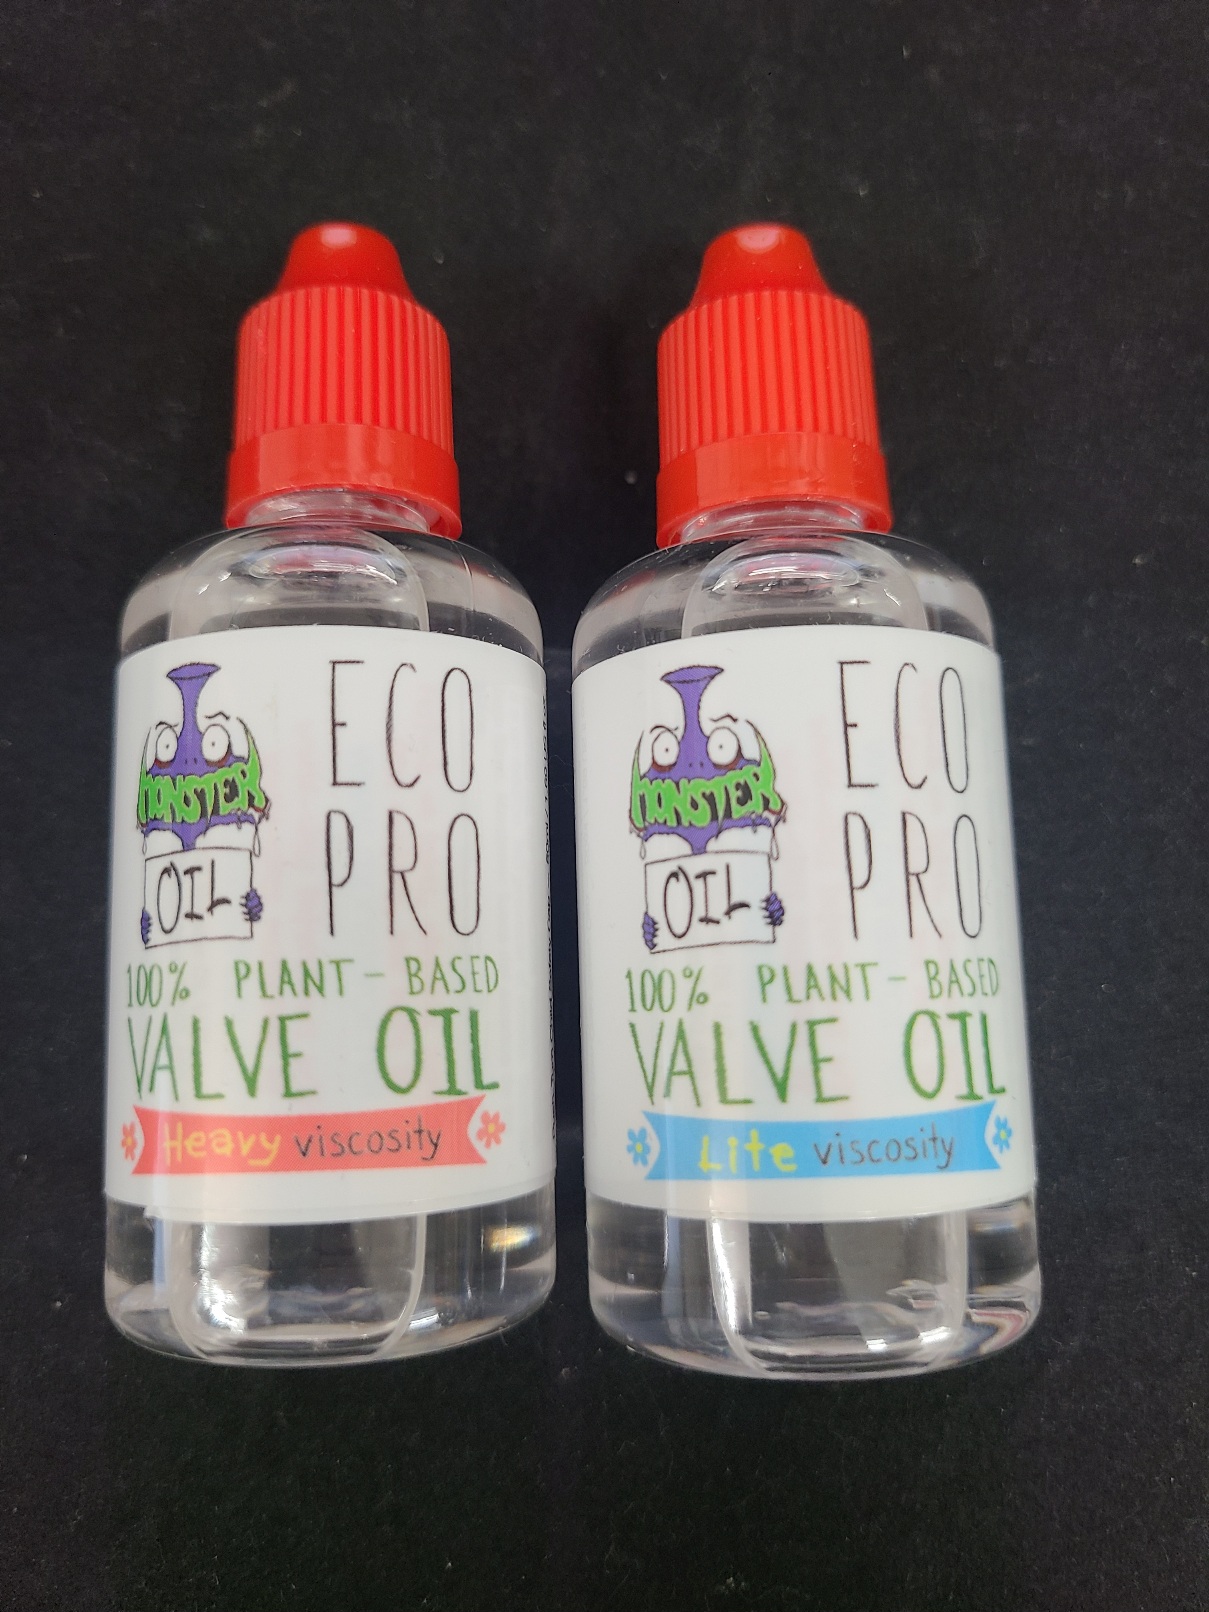 MONSTER
OIL
ECO
PRO
100% PLANT-BASED
VALVE OIL
Heavy viscosity
MONSTER
OIL
ECO
PRO
100% PLANT-BASED
VALVE OIL
Lite viscosity